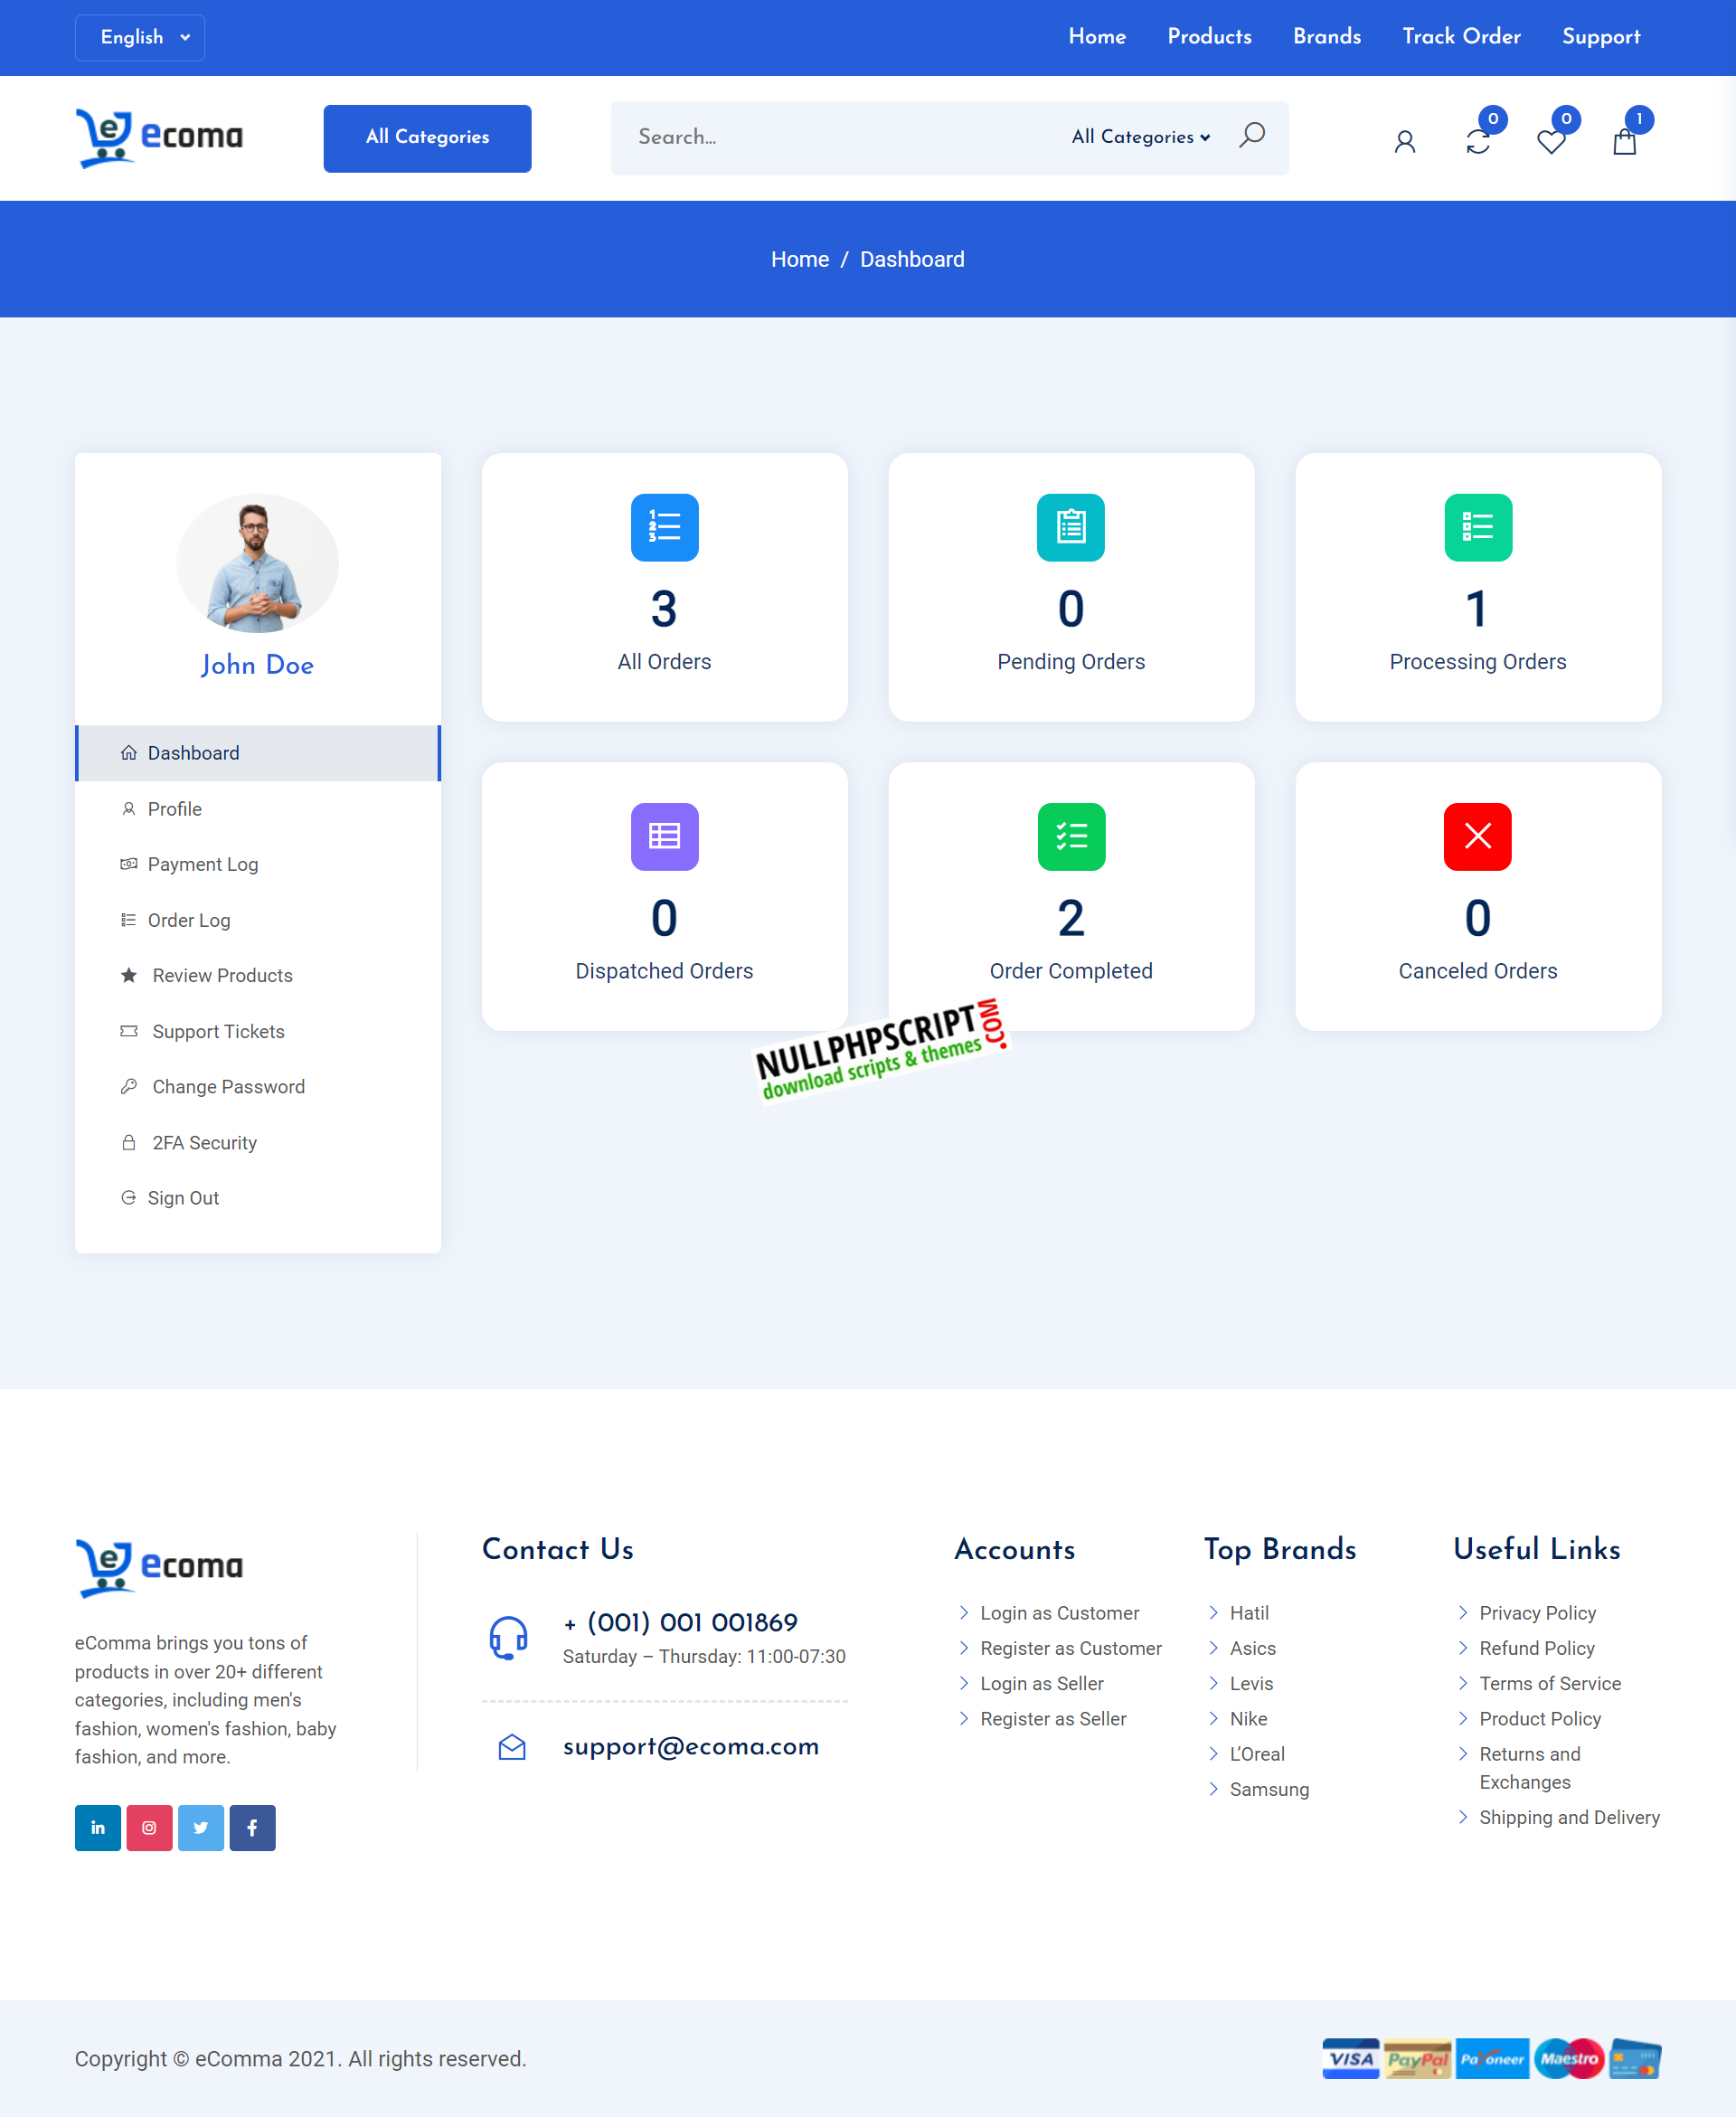 English
Home Products Brands Track Order Support
ecoma
All Categories
Search...
All Categories
0
0
1
Home / Dashboard
John Doe
Dashboard
Profile
Payment Log
Order Log
Review Products
Support Tickets
Change Password
2FA Security
Sign Out
3
All Orders
0
Pending Orders
1
Processing Orders
0
Dispatched Orders
2
Order Completed
0
Canceled Orders
NULLPHPSCRIPT.COM
download scripts & themes
ecoma
eComma brings you tons of
products in over 20+ different
categories, including men's
fashion, women's fashion, baby
fashion, and more.
Contact Us
+ (001) 001 001869
Saturday – Thursday: 11:00-07:30
support@ecoma.com
Accounts
Login as Customer
Register as Customer
Login as Seller
Register as Seller
Top Brands
Hatil
Asics
Levis
Nike
L'Oreal
Samsung
Useful Links
Privacy Policy
Refund Policy
Terms of Service
Product Policy
Returns and
Exchanges
Shipping and Delivery
Copyright © eComma 2021. All rights reserved.
VISA PayPal Payoneer Maestro